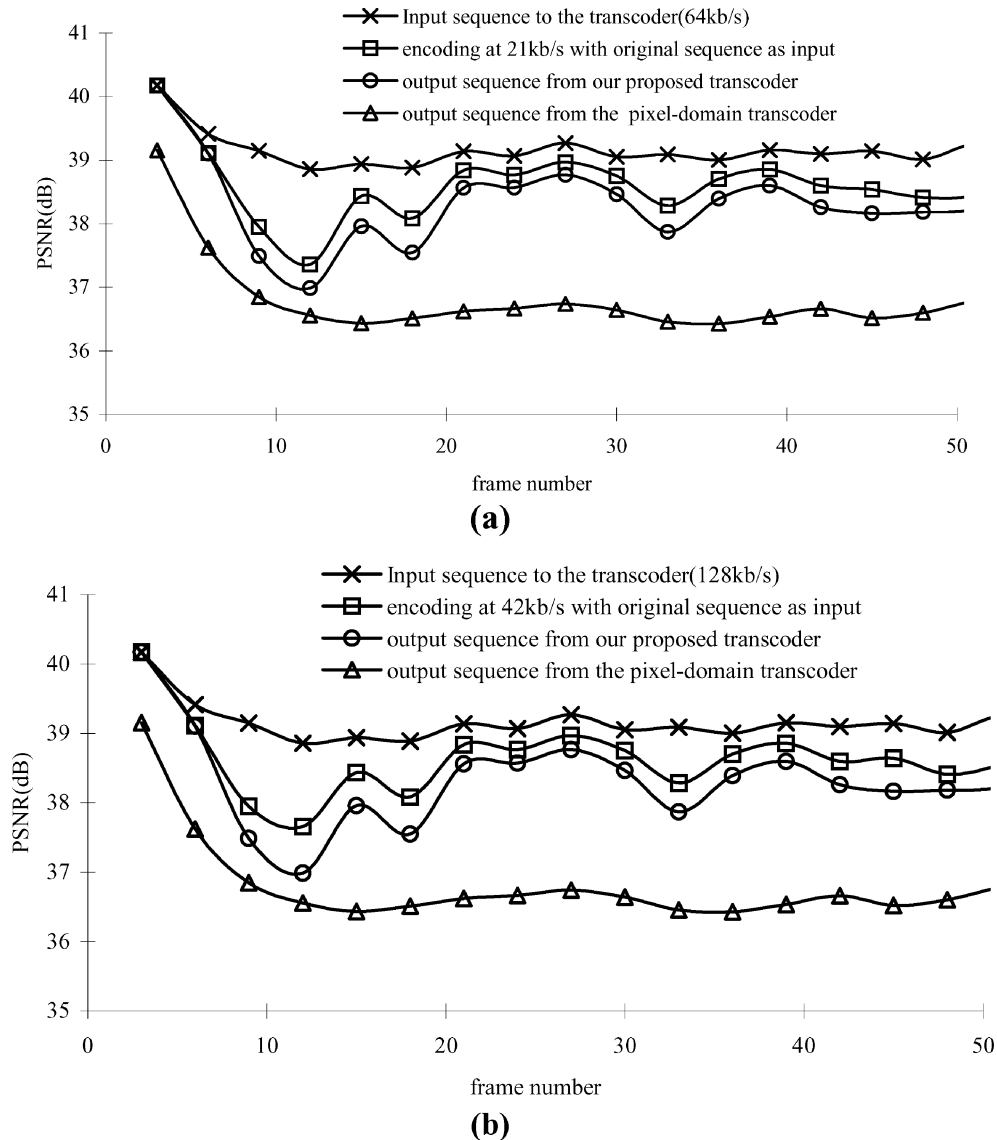 Input sequence to the transcoder(64kb/s)
encoding at 21kb/s with original sequence as input
output sequence from our proposed transcoder
output sequence from the pixel-domain transcoder
41
40
39
38
37
36
35
PSNR(dB)
0 10 20 30 40 50
frame number
(a)
Input sequence to the transcoder(128kb/s)
encoding at 42kb/s with original sequence as input
output sequence from our proposed transcoder
output sequence from the pixel-domain transcoder
41
40
39
38
37
36
35
PSNR(dB)
0 10 20 30 40 50
frame number
(b)